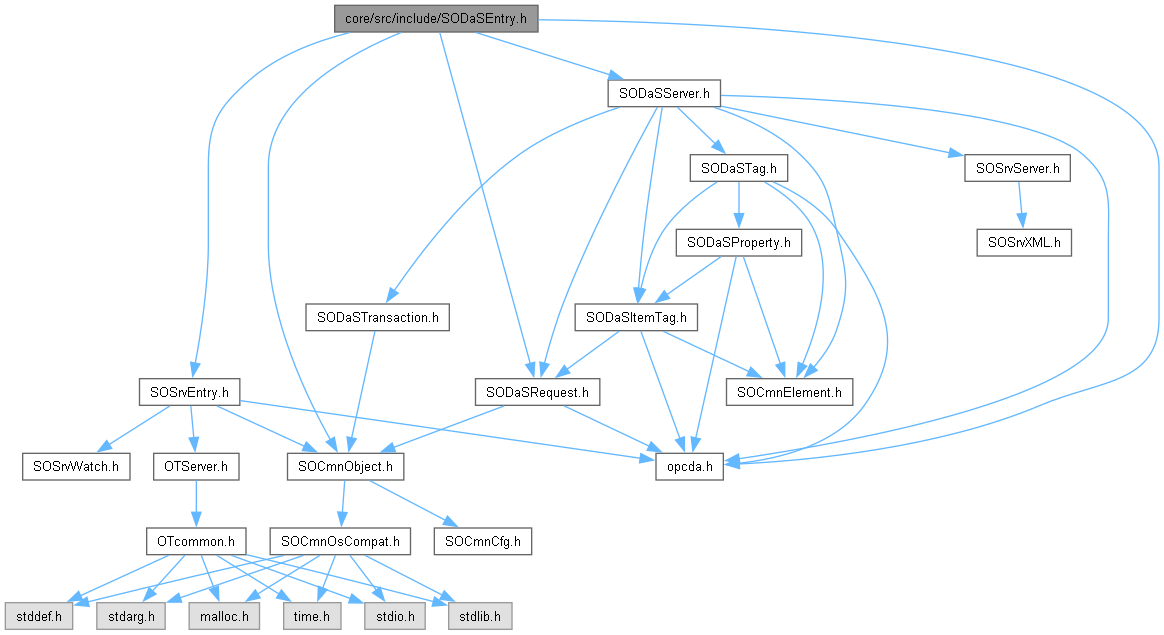 core/src/include/SODaSEntry.h
SODaSServer.h
SODaSTag.h
SOSrvServer.h
SODaSProperty.h
SOSrvXML.h
SODaSTransaction.h
SODaSItemTag.h
SOSrvEntry.h
SODaSRequest.h
SOCmnElement.h
SOSrvWatch.h
OTServer.h
SOCmnObject.h
opcda.h
OTcommon.h
SOCmnOsCompat.h
SOCmnCfg.h
stddef.h
stdarg.h
malloc.h
time.h
stdio.h
stdlib.h